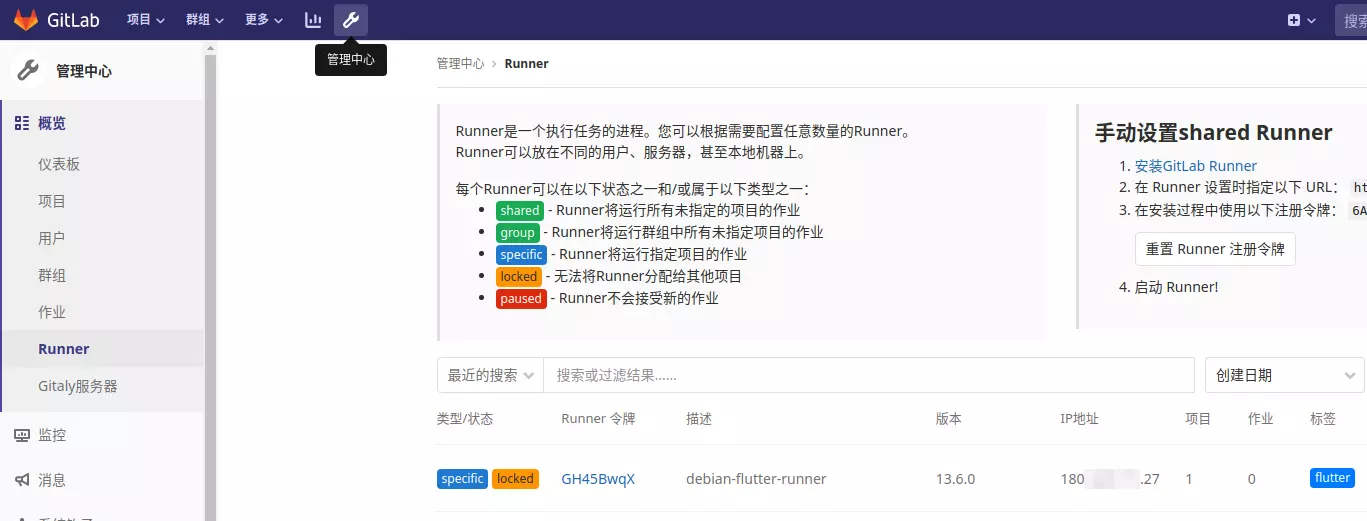 GitLab 项目 群组 更多
管理中心
管理中心
概览
仪表板
项目
用户
群组
作业
Runner
Gitaly服务器
监控
消息
管理中心 › Runner
Runner是一个执行任务的进程。您可以根据需要配置任意数量的Runner。
Runner可以放在不同的用户、服务器，甚至本地机器上。
每个Runner可以在以下状态之一和/或属于以下类型之一：
• shared - Runner将运行所有未指定的项目的作业
• group - Runner将运行群组中所有未指定项目的作业
• specific - Runner将运行指定项目的作业
• locked - 无法将Runner分配给其他项目
• paused - Runner不会接受新的作业
手动设置shared Runner
1. 安装GitLab Runner
2. 在 Runner 设置时指定以下 URL： ht
3. 在安装过程中使用以下注册令牌： 6A
重置 Runner 注册令牌
4. 启动 Runner!
最近的搜索 搜索或过滤结果…… 创建日期
类型/状态 Runner 令牌 描述 版本 IP地址 项目 作业 标签
specific locked GH45BwqX debian-flutter-runner 13.6.0 180 .27 1 0 flutter